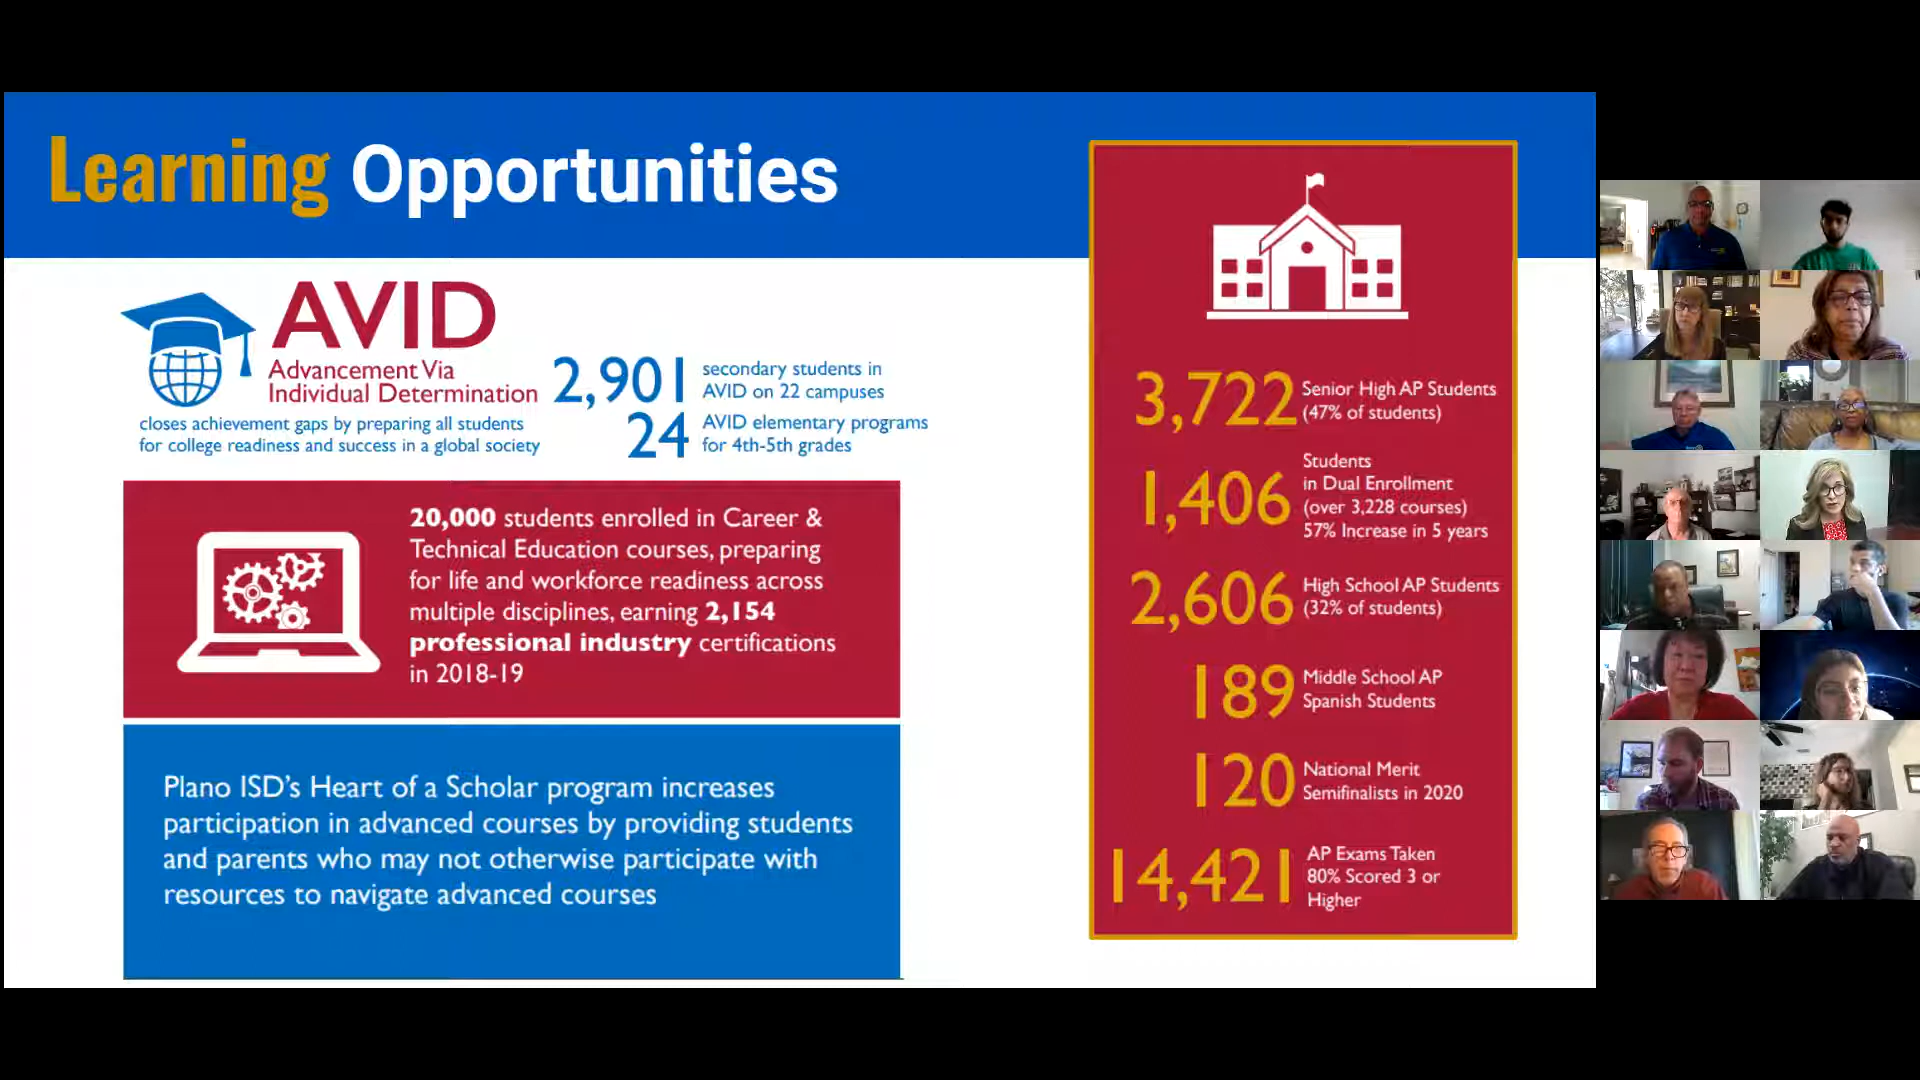 Learning Opportunities
AVID
Advancement Via
Individual Determination
closes achievement gaps by preparing all students
for college readiness and success in a global society
2,901 secondary students in
AVID on 22 campuses
24 AVID elementary programs
for 4th-5th grades
20,000 students enrolled in Career &
Technical Education courses, preparing
for life and workforce readiness across
multiple disciplines, earning 2,154
professional industry certifications
in 2018-19
Plano ISD's Heart of a Scholar program increases
participation in advanced courses by providing students
and parents who may not otherwise participate with
resources to navigate advanced courses
3,722 Senior High AP Students
(47% of students)
1,406 Students
in Dual Enrollment
(over 3,228 courses)
57% Increase in 5 years
2,606 High School AP Students
(32% of students)
189 Middle School AP
Spanish Students
120 National Merit
Semifinalists in 2020
14,421 AP Exams Taken
80% Scored 3 or
Higher